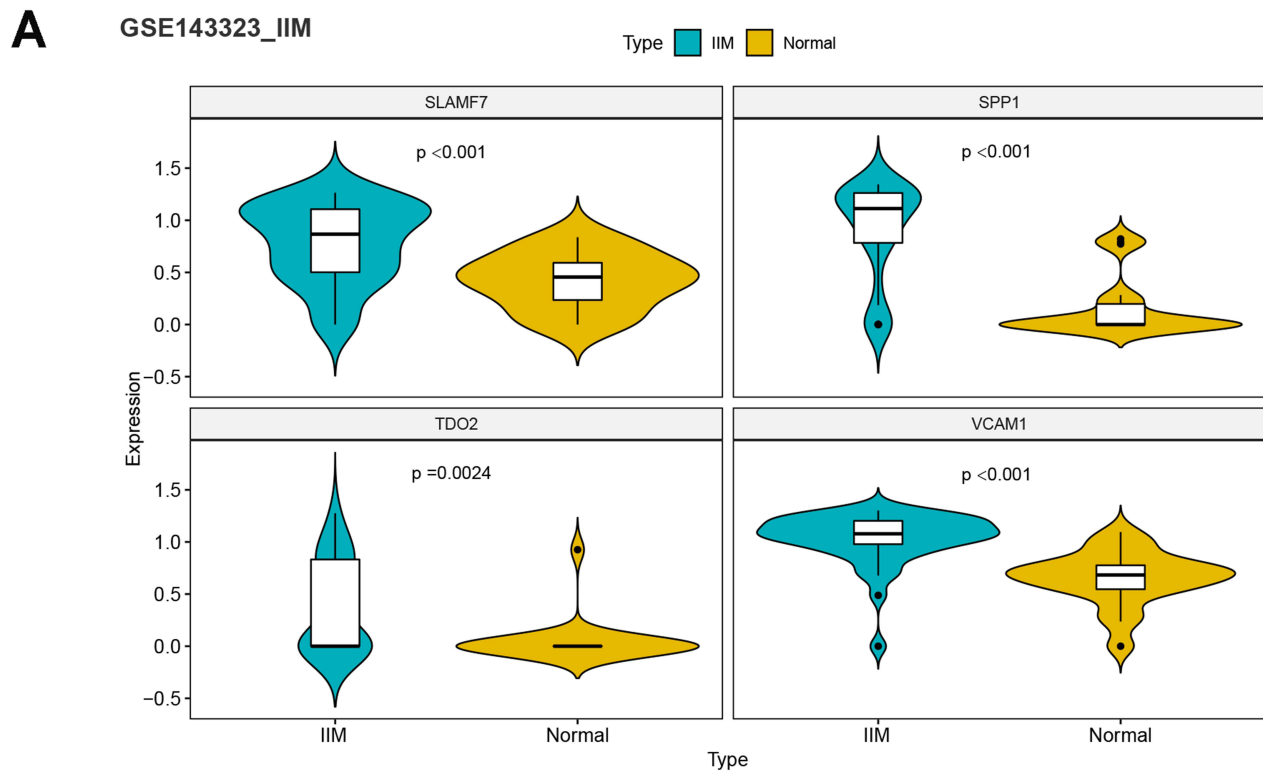 A
GSE143323_IIM
Type IIM Normal
SLAMF7 SPP1
p <0.001 p <0.001
1.5
1.0
0.5
0.0
−0.5
Expression
TDO2 VCAM1
p =0.0024 p <0.001
1.5
1.0
0.5
0.0
−0.5
IIM Normal IIM Normal
Type